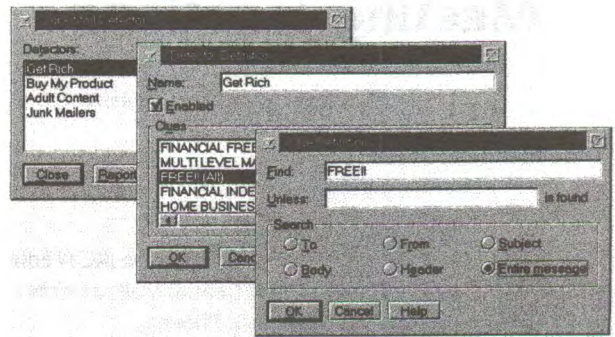 Detectors:
Get Rich
Buy My Product
Adult Content
Junk Mailers
Close
Report
Name:
Get Rich
Enabled
Clues
FINANCIAL FREE
MULTI LEVEL MA
FREE!! (All)
FINANCIAL INDE
HOME BUSINES
OK
Canc
Find:
FREE!!
Unless:
is found
Search
To
From
Subject
Body
Header
Entire message
OK
Cancel
Help